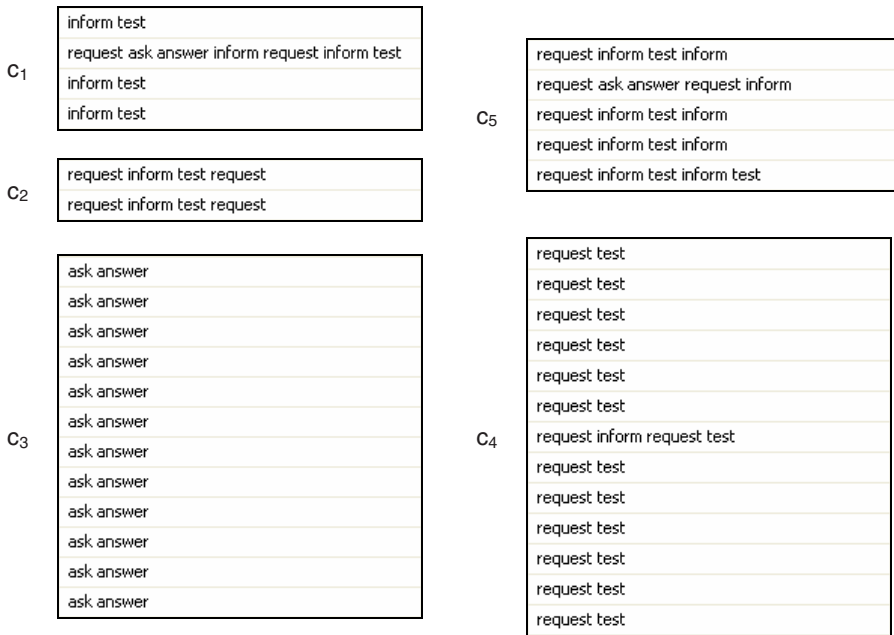 C1
inform test
request ask answer inform request inform test
inform test
inform test
C2
request inform test request
request inform test request
C3
ask answer
ask answer
ask answer
ask answer
ask answer
ask answer
ask answer
ask answer
ask answer
ask answer
ask answer
ask answer
C5
request inform test inform
request ask answer request inform
request inform test inform
request inform test inform
request inform test inform test
C4
request test
request test
request test
request test
request test
request test
request inform request test
request test
request test
request test
request test
request test
request test